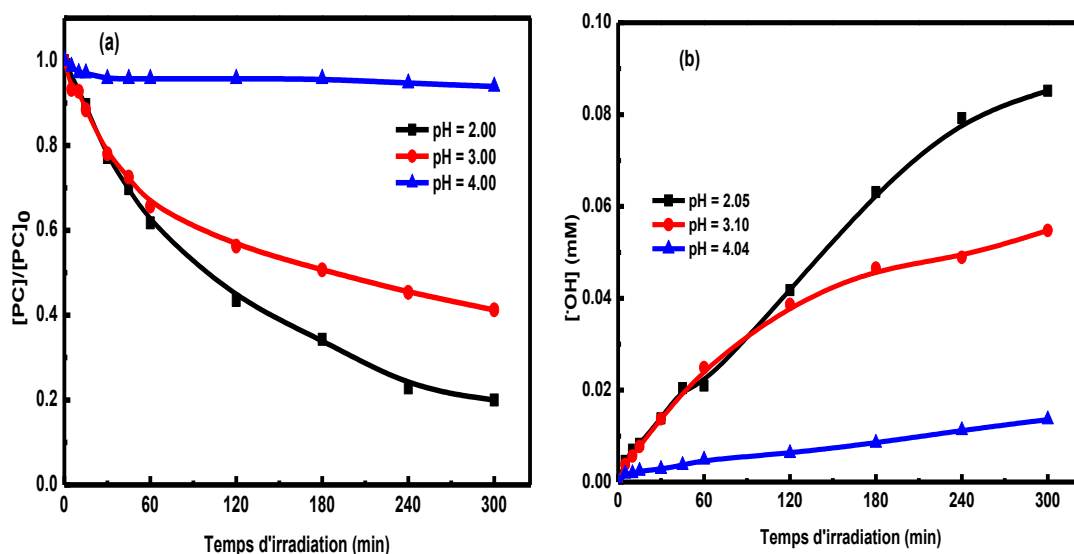 (a)
1.0
0.8
0.6
0.4
0.2
0.0
[PC]/[PC]0
pH = 2.00
pH = 3.00
pH = 4.00
0 60 120 180 240 300
Temps d'irradiation (min)
(b)
0.10
0.08
0.06
0.04
0.02
0.00
[·OH] (mM)
pH = 2.05
pH = 3.10
pH = 4.04
0 60 120 180 240 300
Temps d'irradiation (min)